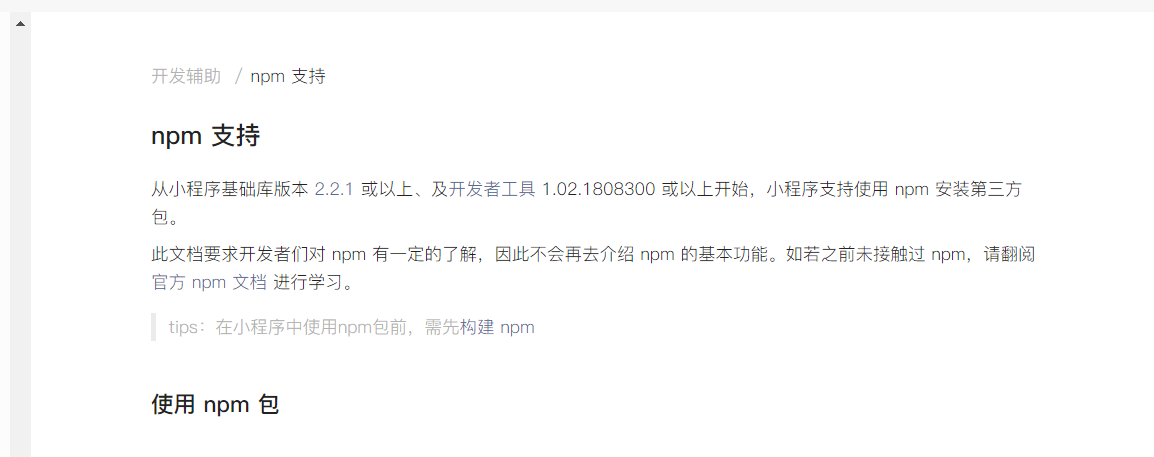 开发辅助 / npm 支持
npm 支持
从小程序基础库版本 2.2.1 或以上、及开发者工具 1.02.1808300 或以上开始，小程序支持使用 npm 安装第三方
包。
此文档要求开发者们对 npm 有一定的了解，因此不会再去介绍 npm 的基本功能。如若之前未接触过 npm，请翻阅
官方 npm 文档 进行学习。
tips：在小程序中使用npm包前，需先构建 npm
使用 npm 包